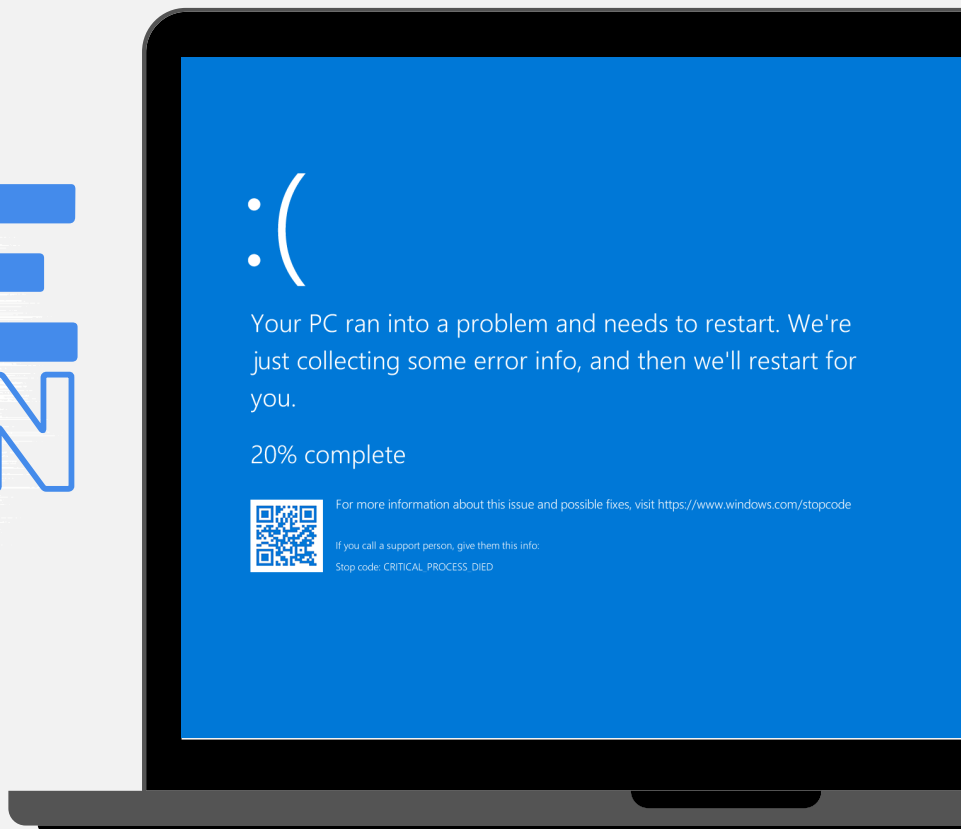 E
N
:(
Your PC ran into a problem and needs to restart. We're
just collecting some error info, and then we'll restart for
you.
20% complete
For more information about this issue and possible fixes, visit https://www.windows.com/stopcode
If you call a support person, give them this info:
Stop code: CRITICAL_PROCESS_DIED